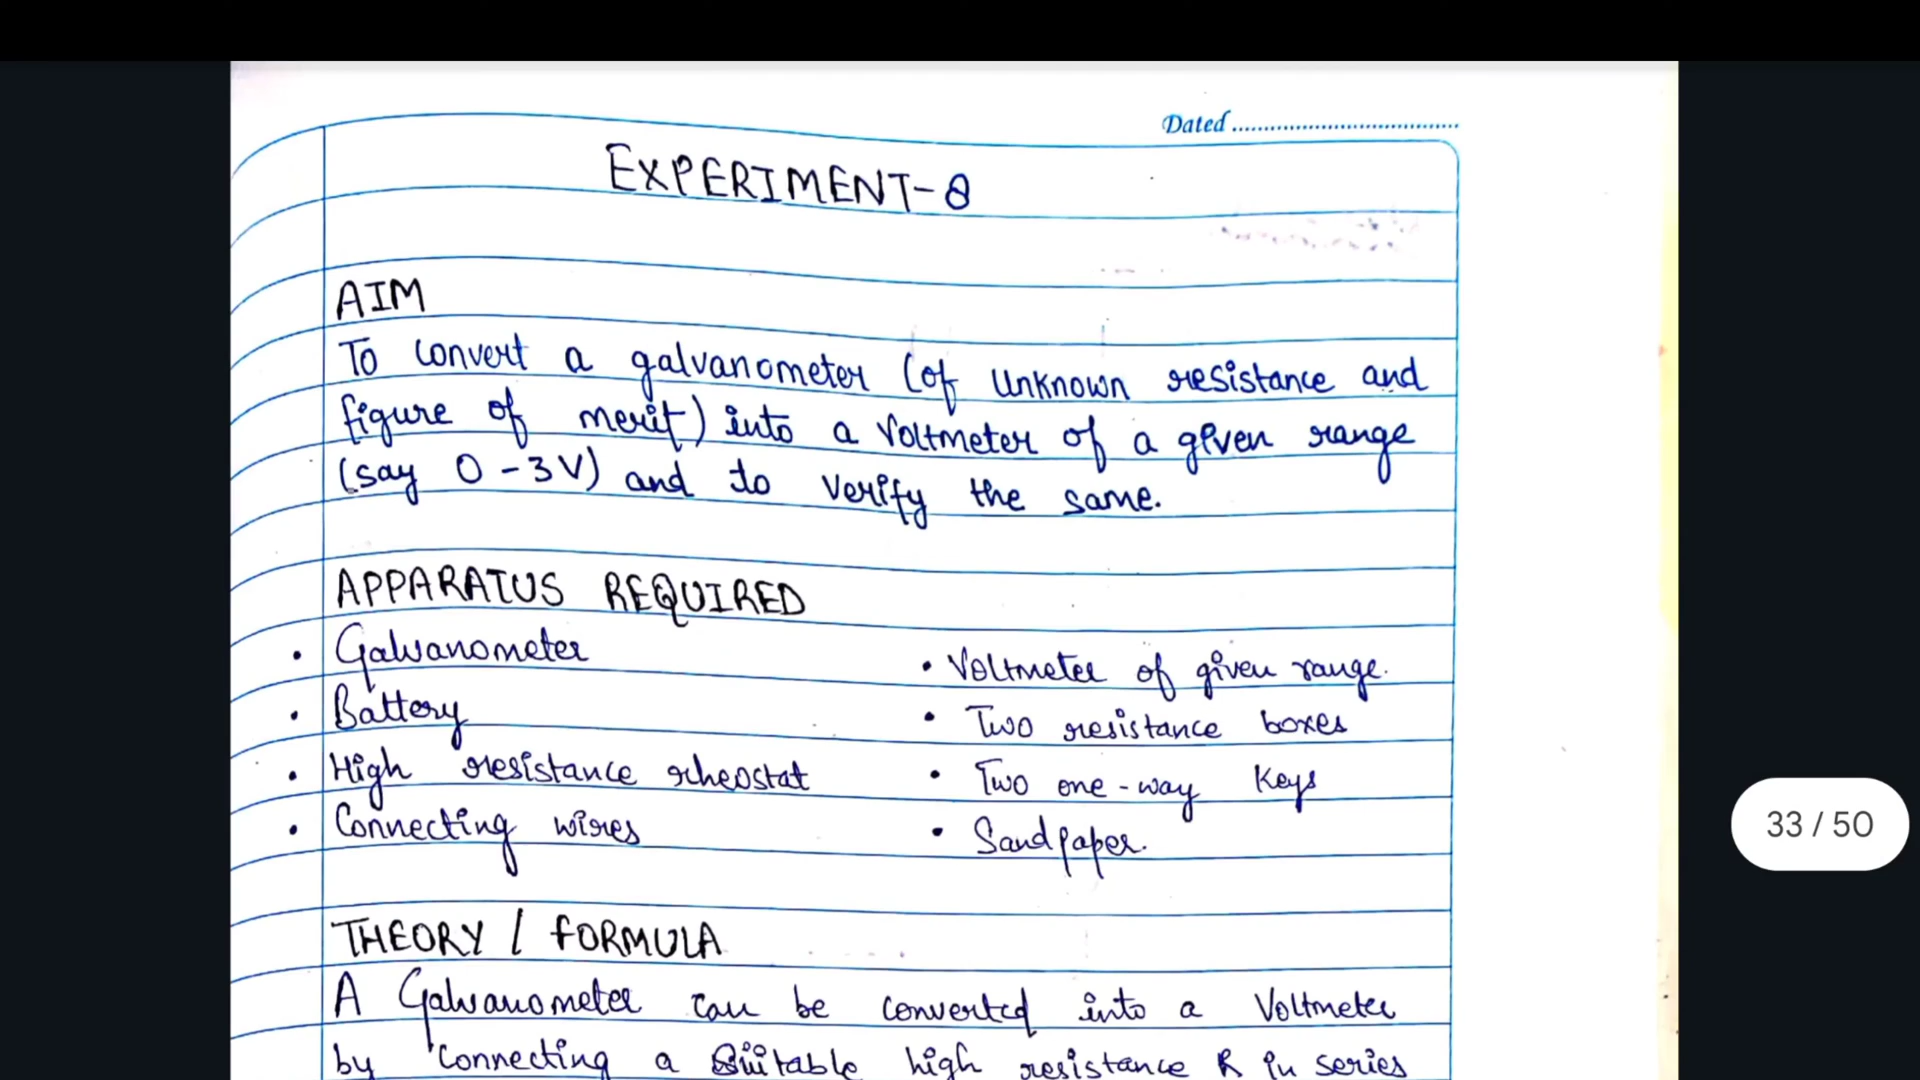 Dated
EXPERIMENT-8
AIM
To convert a galvanometer (of unknown resistance and
figure of merit) into a voltmeter of a given range
(say 0-3V) and to verify the same.
APPARATUS REQUIRED
• Galvanometer
• Battery
• High resistance rheostat
• Connecting wires
• Voltmeter of given range.
• Two resistance boxes
• Two one-way keys
• Sandpaper.
THEORY / FORMULA
A Galvanometer can be converted into a Voltmeter
by connecting a suitable high resistance R in series
33 / 50